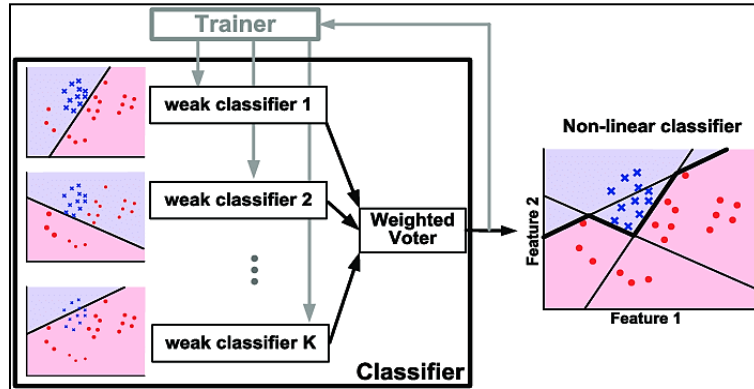 Trainer
weak classifier 1
weak classifier 2
weak classifier K
Weighted
Voter
Classifier
Non-linear classifier
Feature 2
Feature 1